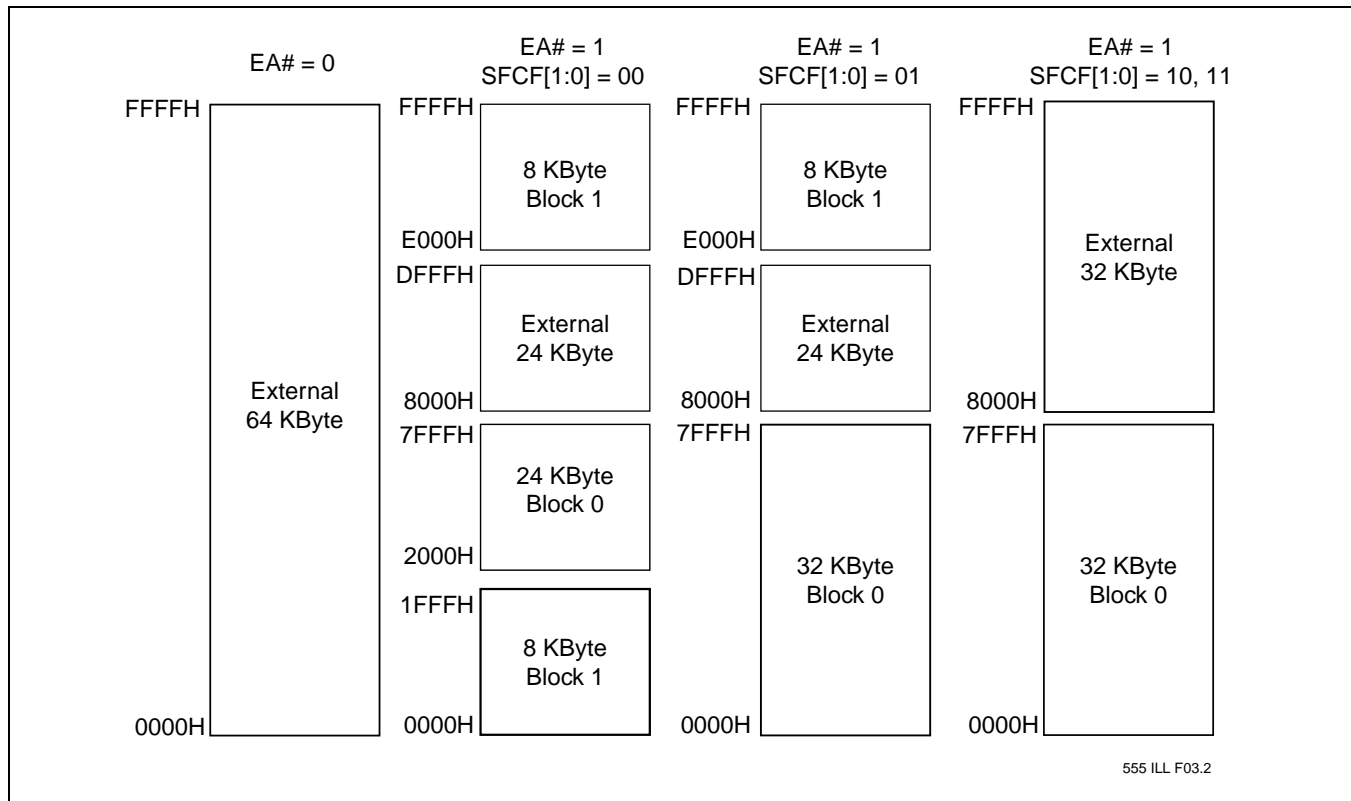 EA# = 0
FFFFH
External
64 KByte
0000H
EA# = 1
SFCF[1:0] = 00
FFFFH
8 KByte
Block 1
E000H
DFFFH
External
24 KByte
8000H
7FFFH
24 KByte
Block 0
2000H
1FFFH
8 KByte
Block 1
0000H
EA# = 1
SFCF[1:0] = 01
FFFFH
8 KByte
Block 1
E000H
DFFFH
External
24 KByte
8000H
7FFFH
32 KByte
Block 0
0000H
EA# = 1
SFCF[1:0] = 10, 11
FFFFH
External
32 KByte
8000H
7FFFH
32 KByte
Block 0
0000H
555 ILL F03.2